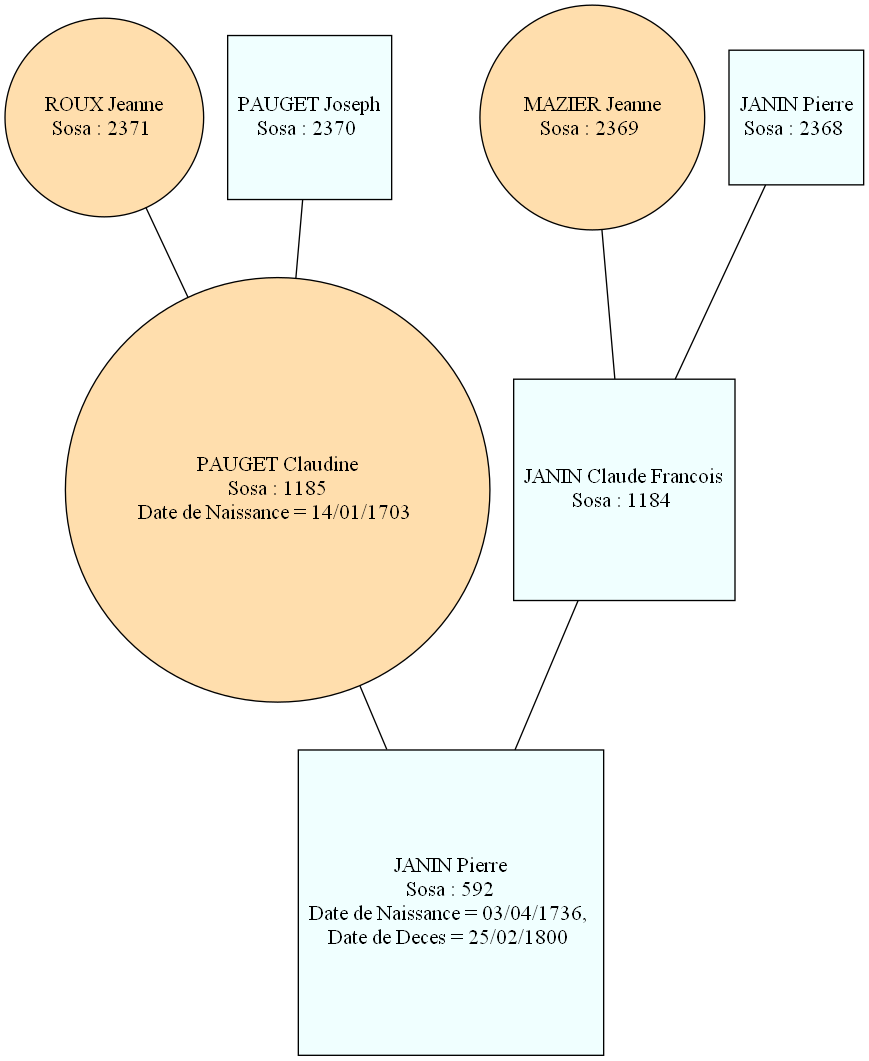 ROUX Jeanne
Sosa : 2371
PAUGET Joseph
Sosa : 2370
MAZIER Jeanne
Sosa : 2369
JANIN Pierre
Sosa : 2368
PAUGET Claudine
Sosa : 1185
Date de Naissance = 14/01/1703
JANIN Claude Francois
Sosa : 1184
JANIN Pierre
Sosa : 592
Date de Naissance = 03/04/1736,
Date de Deces = 25/02/1800